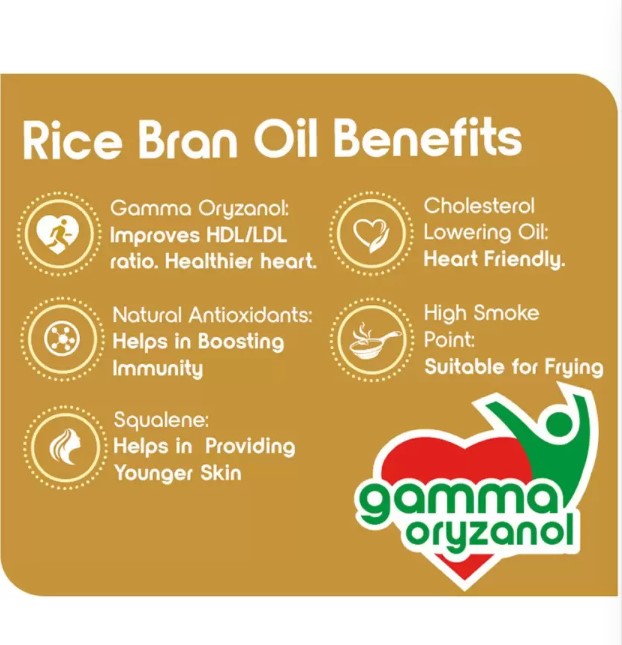 Rice Bran Oil Benefits
Gamma Oryzanol:
Improves HDL/LDL
ratio. Healthier heart.
Cholesterol
Lowering Oil:
Heart Friendly.
Natural Antioxidants:
Helps in Boosting
Immunity
High Smoke
Point:
Suitable for Frying
Squalene:
Helps in Providing
Younger Skin
gamma
oryzanol